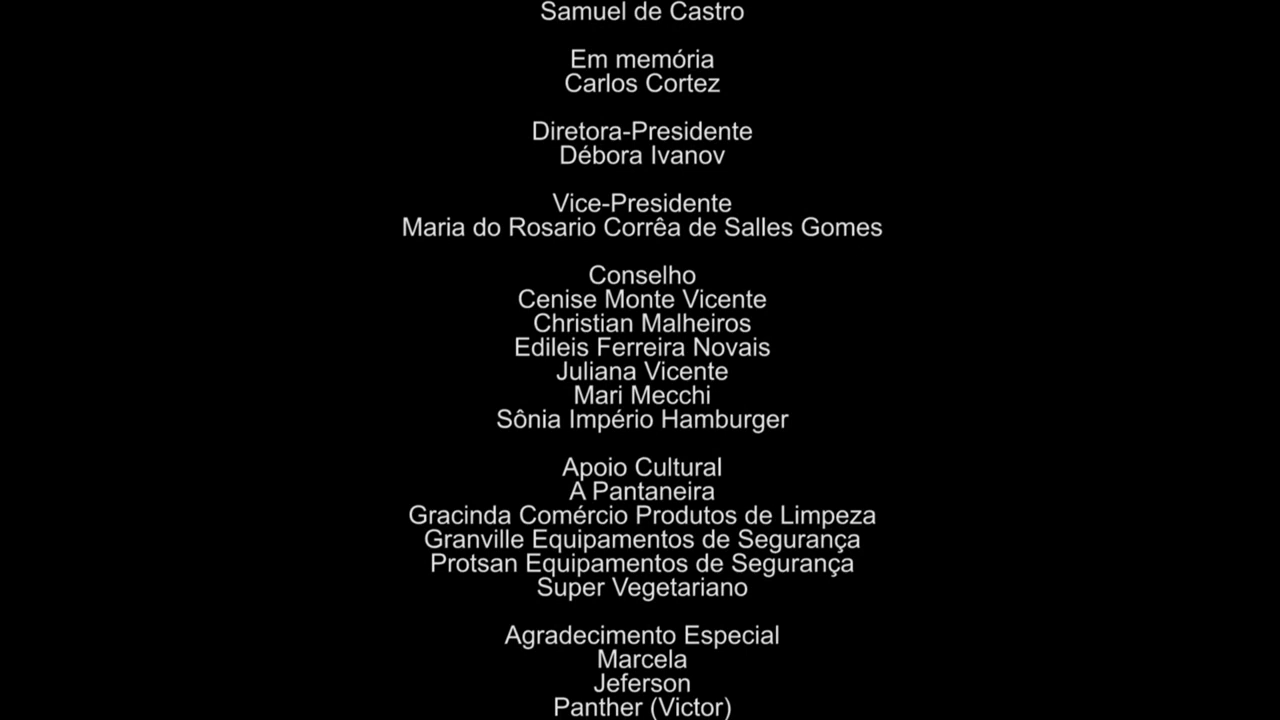 Samuel de Castro
Em memória
Carlos Cortez
Diretora-Presidente
Débora Ivanov
Vice-Presidente
Maria do Rosario Corrêa de Salles Gomes
Conselho
Cenise Monte Vicente
Christian Malheiros
Edileis Ferreira Novais
Juliana Vicente
Mari Mecchi
Sônia Império Hamburger
Apoio Cultural
A Pantaneira
Gracinda Comércio Produtos de Limpeza
Granville Equipamentos de Segurança
Protsan Equipamentos de Segurança
Super Vegetariano
Agradecimento Especial
Marcela
Jeferson
Panther (Victor)